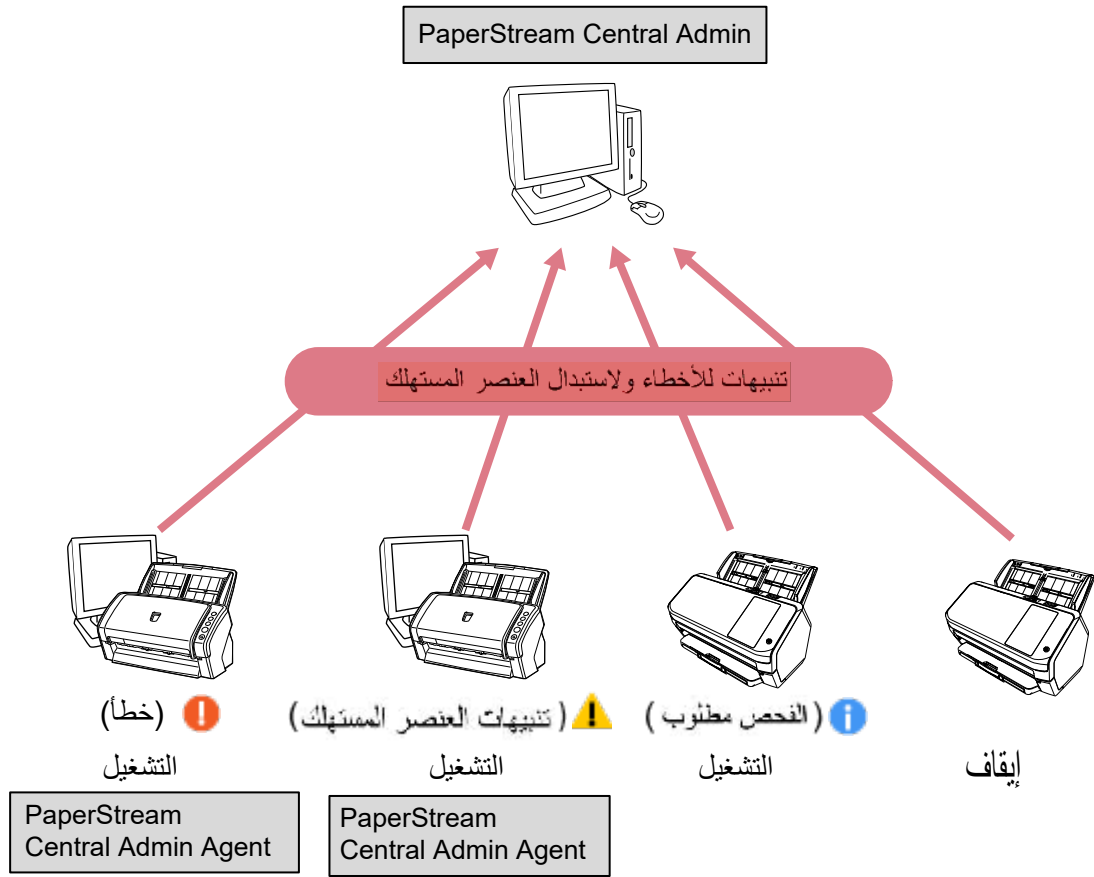 PaperStream Central Admin
تنبيهات للأخطاء ولاستبدال العنصر المستهلك
(خطأ)
(تنبيهات العنصر المستهلك)
(الفحص مطلوب)
التشغيل
التشغيل
التشغيل
إيقاف
PaperStream
Central Admin Agent
PaperStream
Central Admin Agent